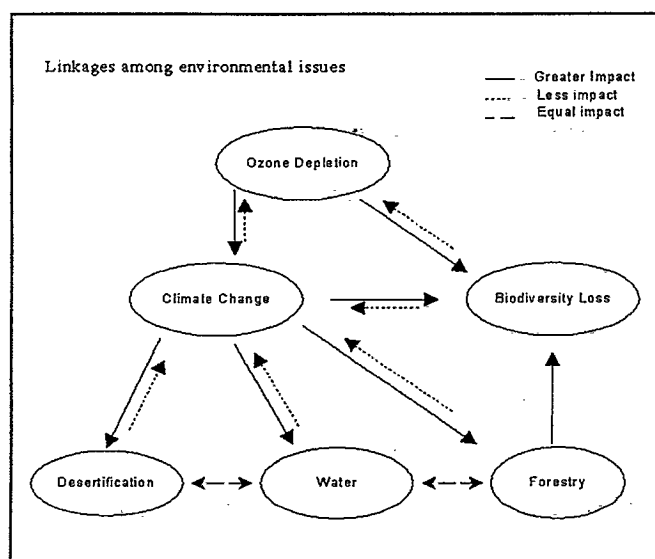 Linkages among environmental issues
Greater Impact
Less impact
Equal impact
Ozone Depletion
Climate Change
Biodiversity Loss
Desertification
Water
Forestry